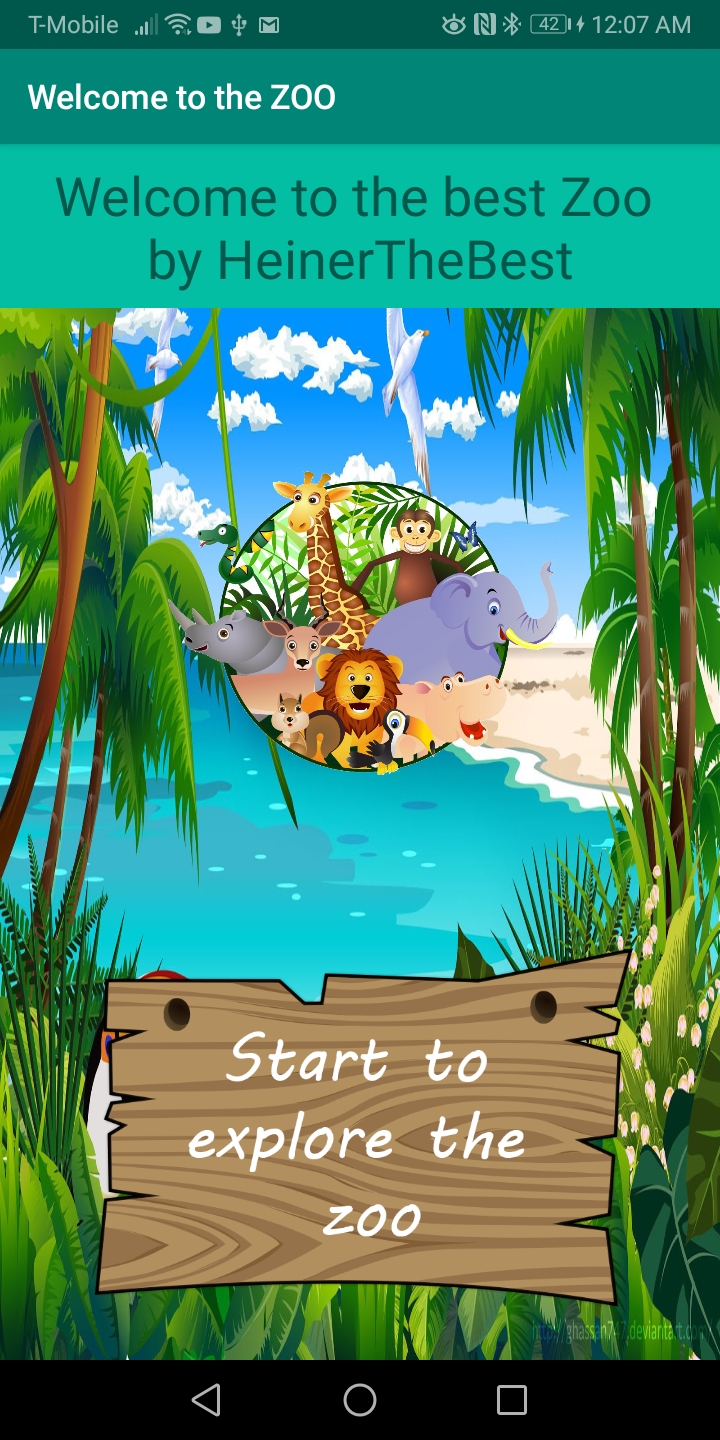 T-Mobile 42 12:07 AM
Welcome to the ZOO
Welcome to the best Zoo
by HeinerTheBest
Start to
explore the
zoo
http://ghassan747.deviantart.com